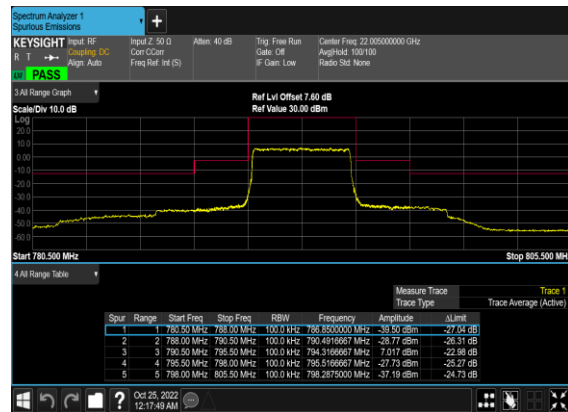 Spectrum Analyzer 1
Spurious Emissions
KEYSIGHT Input: RF Input Z: 50 Ω Atten: 40 dB Trig: Free Run Center Freq: 22.005000000 GHz
R T Coupling: DC Corr CCorr Gate: Off Avg|Hold: 100/100
Align: Auto Freq Ref: Int (S) IF Gain: Low Radio Std: None
PASS
3 All Range Graph
Ref Lvl Offset 7.60 dB
Scale/Div 10.0 dB Ref Value 30.00 dBm
Log
20.0
10.0
0.00
-10.0
-20.0
-30.0
-40.0
-50.0
-60.0
Start 780.500 MHz Stop 805.500 MH
4 All Range Table
Measure Trace Trace 1
Trace Type Trace Average (Active)
Spur Range Start Freq Stop Freq RBW Frequency Amplitude ΔLimit
1 1 780.50 MHz 788.00 MHz 100.0 kHz 786.8500000 MHz -39.50 dBm -27.04 dB
2 2 788.00 MHz 790.50 MHz 100.0 kHz 790.4916667 MHz -28.77 dBm -26.31 dB
3 3 790.50 MHz 795.50 MHz 100.0 kHz 794.3166667 MHz 7.017 dBm -22.98 dB
4 4 795.50 MHz 798.00 MHz 100.0 kHz 795.5166667 MHz -27.73 dBm -25.27 dB
5 5 798.00 MHz 805.50 MHz 100.0 kHz 798.2875000 MHz -37.19 dBm -24.73 dB
? Oct 25, 2022
12:17:49 AM